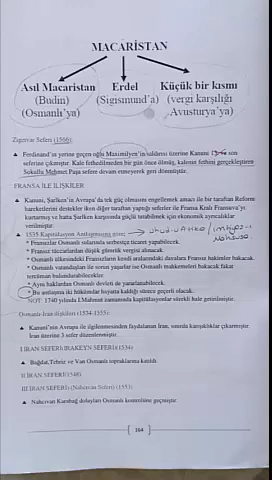 MACARİSTAN
Asıl Macaristan Erdel Küçük bir kısmı
(Budin) (Sigismund'a) (vergi karşılığı
(Osmanlı'ya) Avusturya'ya)
Zigetvar Seferi (1566):
▲ Ferdinand'ın yerine geçen oğlu Maximilyen'in saldırısı üzerine Kanuni son
seferine çıkmıştır. Kale fethedilmeden bir gün önce ölmüş, kalenin fethini gerçekleştiren
Sokullu Mehmet Paşa sefere devam etmeyerek geri dönmüştür.
FRANSA İLE İLİŞKİLER
▲ Kanuni, Şarlken'in Avrupa'da tek güç olmasını engellemek amacı ile bir taraftan Reform
hareketlerini destekler iken diğer taraftan yaptığı seferler ile Fransa Kralı Fransuva'yı
kurtarmış ve hatta Şarlken karşısında güçlü tutabilmek için ekonomik ayrıcalıklar
verilmiştir.
▲ 1535 Kapitülasyon Antlaşmasına göre;
* Fransızlar Osmanlı sularında serbestçe ticaret yapabilecek.
* Fransız tüccarlardan düşük gümrük vergisi alınacak.
* Osmanlı ülkesindeki Fransızların kendi aralarındaki davalara Fransız hakimler bakacak.
* Osmanlı vatandaşları ile sorun yaşarlar ise Osmanlı mahkemeleri bakacak fakat
tercüman bulundurabilecekler.
* Aynı haklardan Osmanlı devleti de yararlanabilecek.
* Bu antlaşma iki hükümdar hayatta kaldığı sürece geçerli olacak.
NOT: 1740 yılında I.Mahmut zamanında kapitülasyonlar sürekli hale getirilmiştir.
Osmanlı-İran ilişkileri (1534-1555):
▲ Kanuni'nin Avrupa ile ilgilenmesinden faydalanan İran, sınırda karışıklıklar çıkarmıştır.
İran üzerine 3 sefer düzenlenmiştir.
I.İRAN SEFERİ(IRAKEYN SEFERİ)(1534)
▲ Bağdat,Tebriz ve Van Osmanlı topraklarına katıldı.
II.İRAN SEFERİ(1548)
III.İRAN SEFERİ (Nahcıvan Seferi) (1553)
▲ Nahcıvan Karabağ dolayları Osmanlı kontrolüne geçmiştir.
164